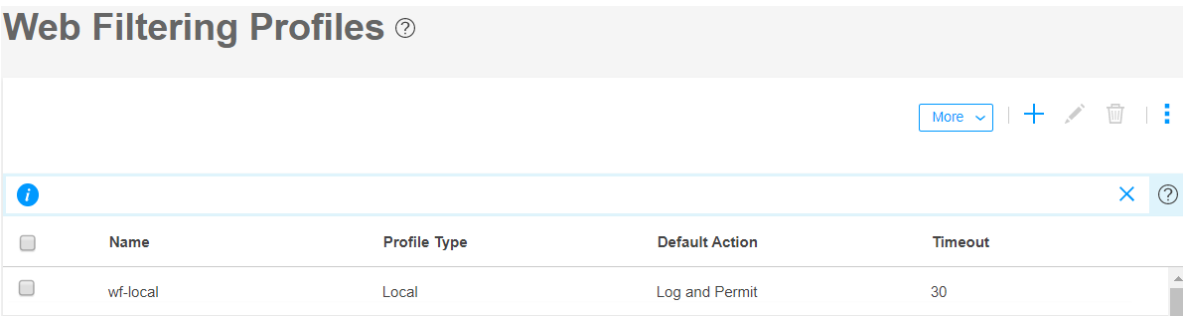 Web Filtering Profiles ?
More
i
?
Name Profile Type Default Action Timeout
wf-local Local Log and Permit 30